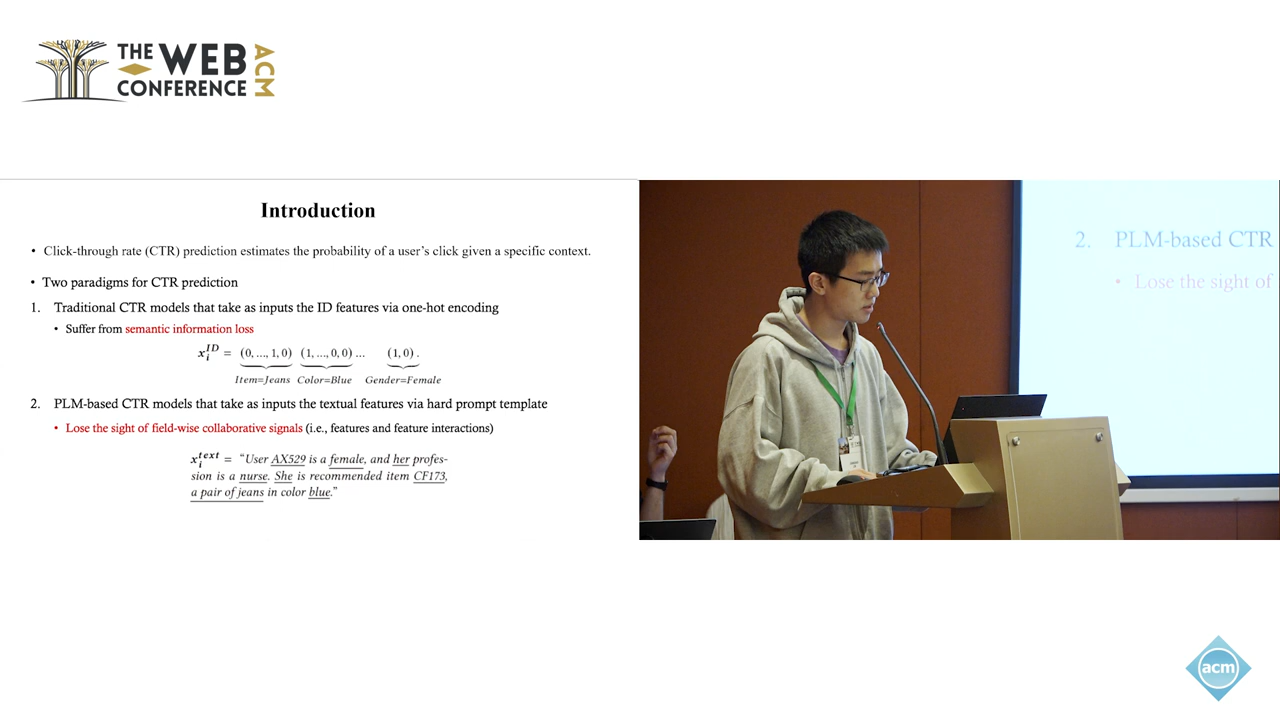 THE WEB
CONFERENCE
ACM
Introduction
• Click-through rate (CTR) prediction estimates the probability of a user's click given a specific context.
• Two paradigms for CTR prediction
1. Traditional CTR models that take as inputs the ID features via one-hot encoding
• Suffer from semantic information loss
x_i^ID = (0, ..., 1, 0) (1, ..., 0, 0) ... (1, 0) .
Item=Jeans Color=Blue Gender=Female
2. PLM-based CTR models that take as inputs the textual features via hard prompt template
• Lose the sight of field-wise collaborative signals (i.e., features and feature interactions)
x_i^text = "User AX529 is a female, and her profes-
sion is a nurse. She is recommended item CF173,
a pair of jeans in color blue."
2. PLM-based CTR
• Lose the sight of
acm